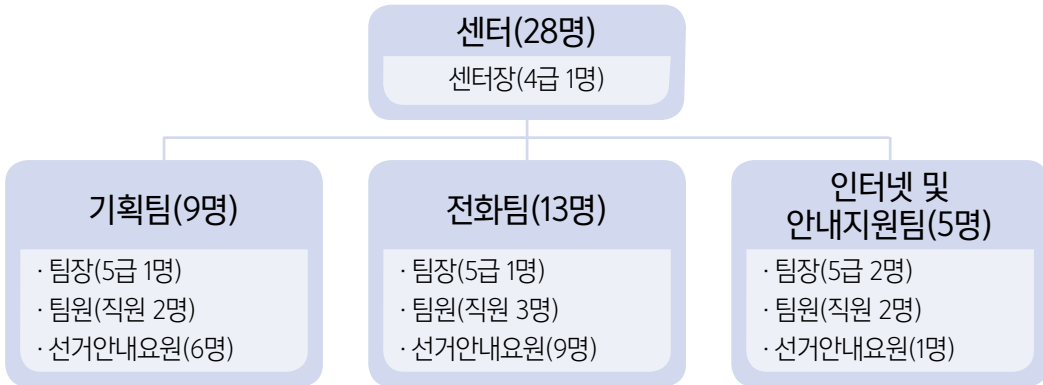 센터(28명)
센터장(4급 1명)
기획팀(9명)
· 팀장(5급 1명)
· 팀원(직원 2명)
· 선거안내요원(6명)
전화팀(13명)
· 팀장(5급 1명)
· 팀원(직원 3명)
· 선거안내요원(9명)
인터넷 및
안내지원팀(5명)
· 팀장(5급 2명)
· 팀원(직원 2명)
· 선거안내요원(1명)